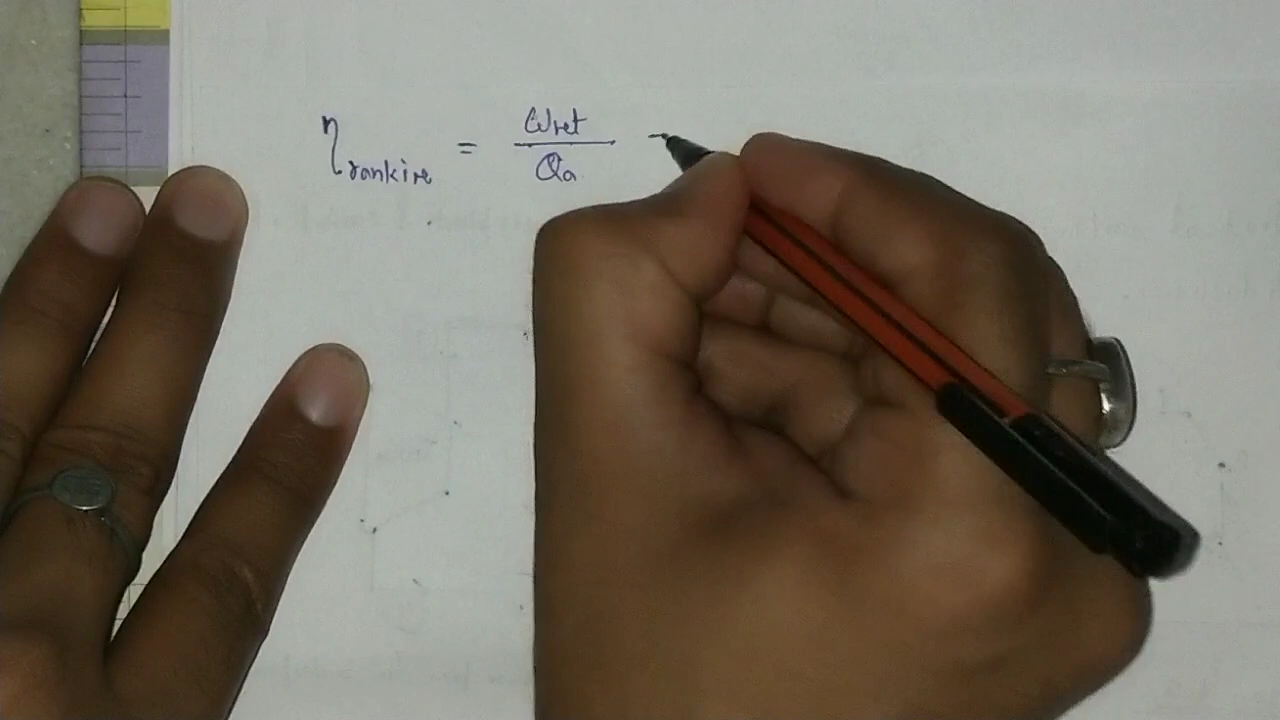 η rankine = Wnet / Qa